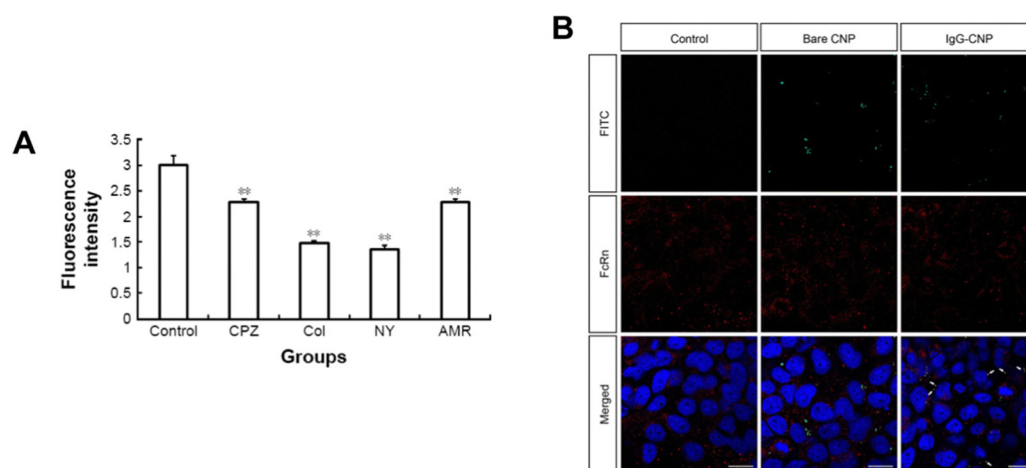 A
Fluorescence
intensity
3.5
3
2.5
2
1.5
1
0.5
0
**
**
**
**
Control CPZ Col NY AMR
Groups
B
Control Bare CNP IgG-CNP
FITC
FcRn
Merged